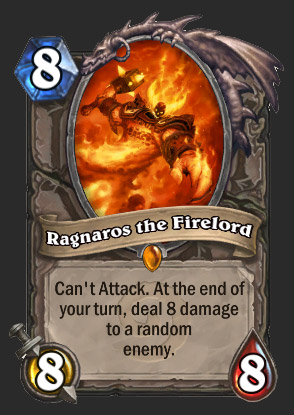 8
Ragnaros the Firelord
Can't Attack. At the end of
your turn, deal 8 damage
to a random
enemy.
8
8